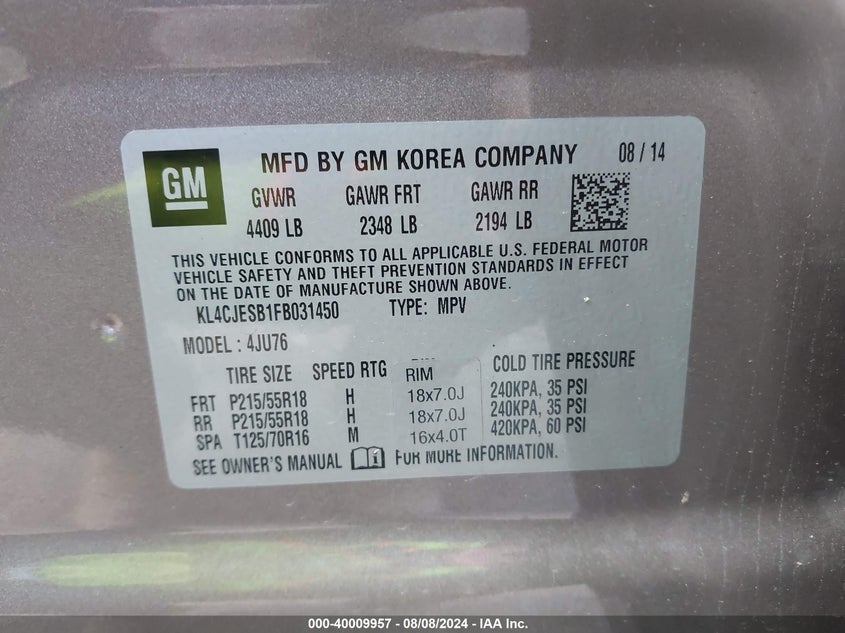 GM
MFD BY GM KOREA COMPANY 08 / 14
GVWR GAWR FRT GAWR RR
4409 LB 2348 LB 2194 LB
THIS VEHICLE CONFORMS TO ALL APPLICABLE U.S. FEDERAL MOTOR
VEHICLE SAFETY AND THEFT PREVENTION STANDARDS IN EFFECT
ON THE DATE OF MANUFACTURE SHOWN ABOVE.
KL4CJESB1FB031450 TYPE: MPV
MODEL : 4JU76
TIRE SIZE SPEED RTG RIM COLD TIRE PRESSURE
FRT P215/55R18 H 18x7.0J 240KPA, 35 PSI
RR P215/55R18 H 18x7.0J 240KPA, 35 PSI
SPA T125/70R16 M 16x4.0T 420KPA, 60 PSI
SEE OWNER'S MANUAL i FOR MORE INFORMATION.
000-40009957 - 08/08/2024 - IAA Inc.